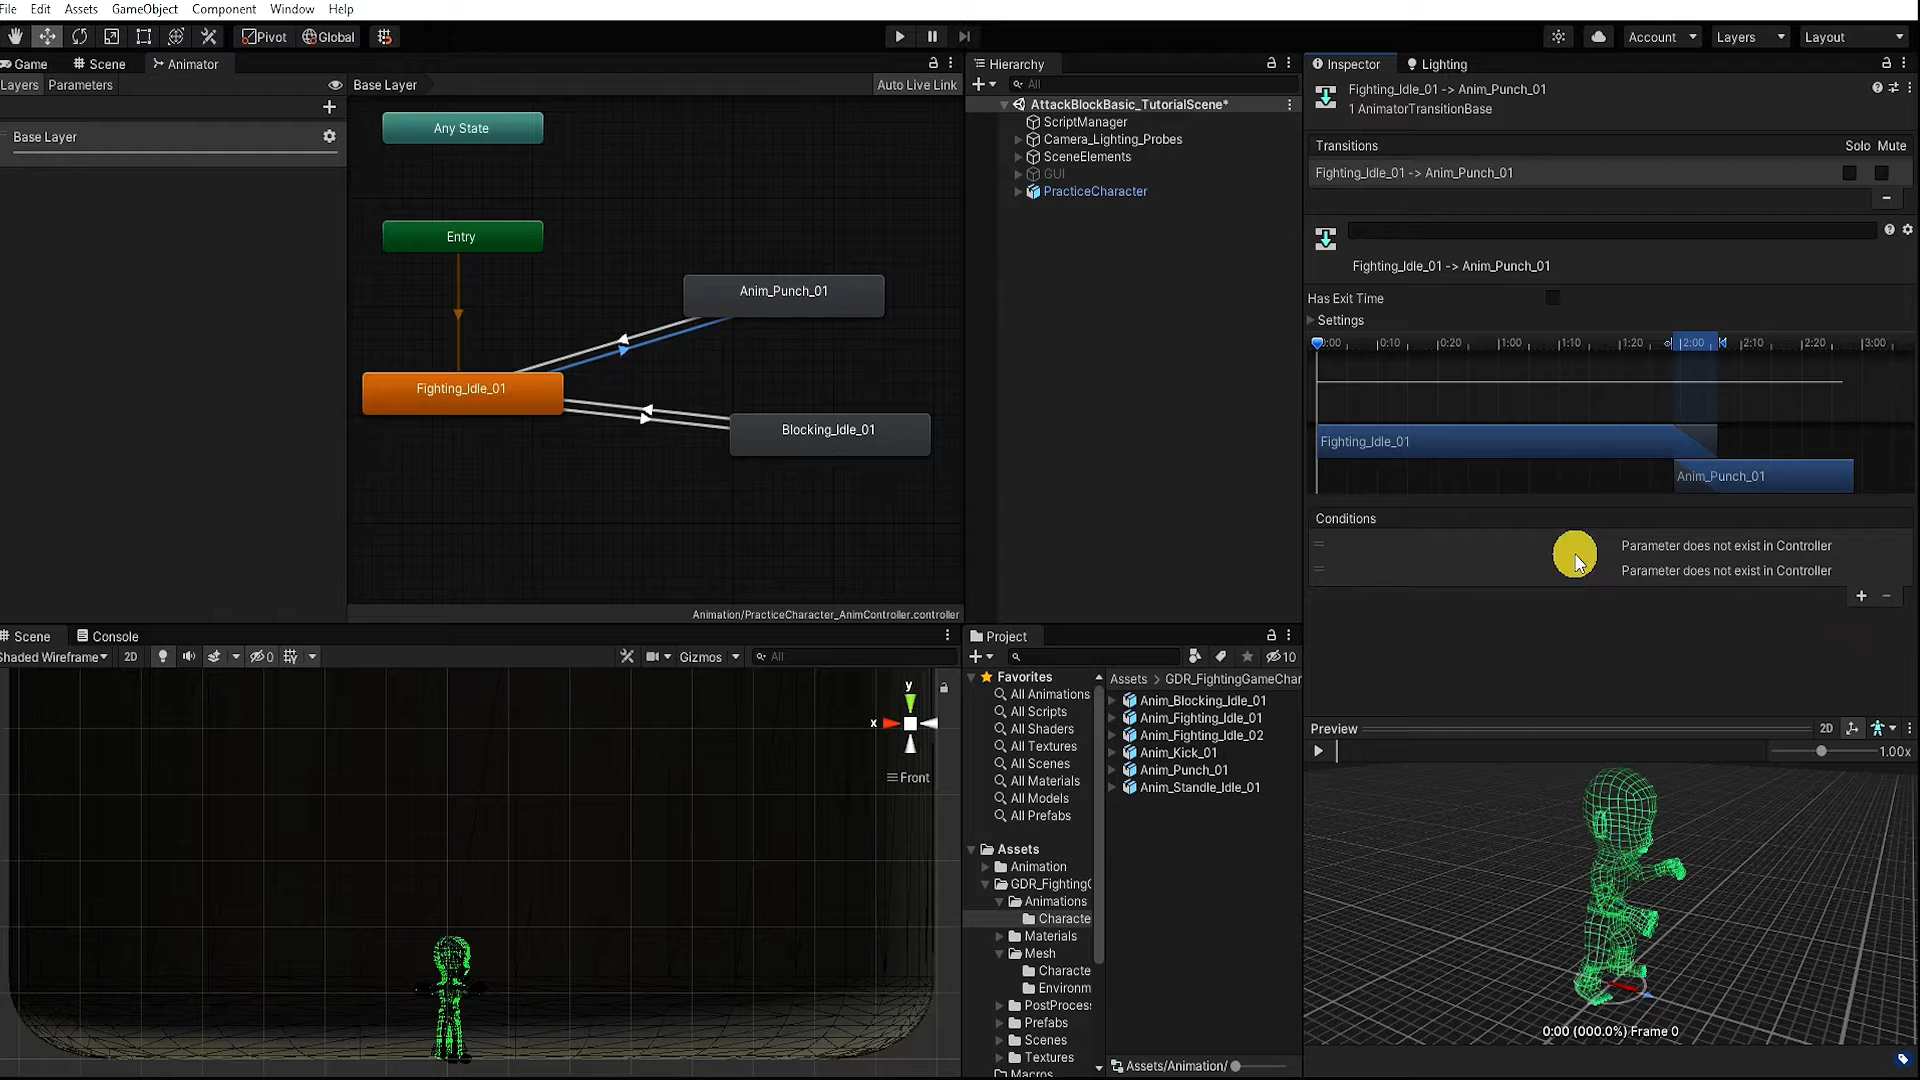 File Edit Assets GameObject Component Window Help
Pivot Global Account Layers Layout
Game Scene Animator
Layers Parameters Base Layer Auto Live Link
Base Layer
Any State
Entry
Anim_Punch_01
Fighting_Idle_01
Blocking_Idle_01
Animation/PracticeCharacter_AnimController.controller
Hierarchy
All
AttackBlockBasic_TutorialScene*
ScriptManager
Camera_Lighting_Probes
SceneElements
GUI
PracticeCharacter
Inspector Lighting
Fighting_Idle_01 -> Anim_Punch_01
1 AnimatorTransitionBase
Transitions Solo Mute
Fighting_Idle_01 -> Anim_Punch_01
Fighting_Idle_01 -> Anim_Punch_01
Has Exit Time
Settings
0:00 0:10 0:20 1:00 1:10 1:20 2:00 2:10 2:20 3:00
Fighting_Idle_01
Anim_Punch_01
Conditions
Parameter does not exist in Controller
Parameter does not exist in Controller
Scene Console
Shaded Wireframe 2D 0 Gizmos All
y
x
Front
Project
10
Favorites
All Animations
All Scripts
All Shaders
All Textures
All Scenes
All Materials
All Models
All Prefabs
Assets
Animation
GDR_FightingG
Animations
Characte
Materials
Mesh
Characte
Environm
PostProces
Prefabs
Scenes
Textures
Macros
Assets > GDR_FightingGameChar
Anim_Blocking_Idle_01
Anim_Fighting_Idle_01
Anim_Fighting_Idle_02
Anim_Kick_01
Anim_Punch_01
Anim_Standle_Idle_01
Assets/Animation/
Preview 2D
1.00x
0:00 (000.0%) Frame 0